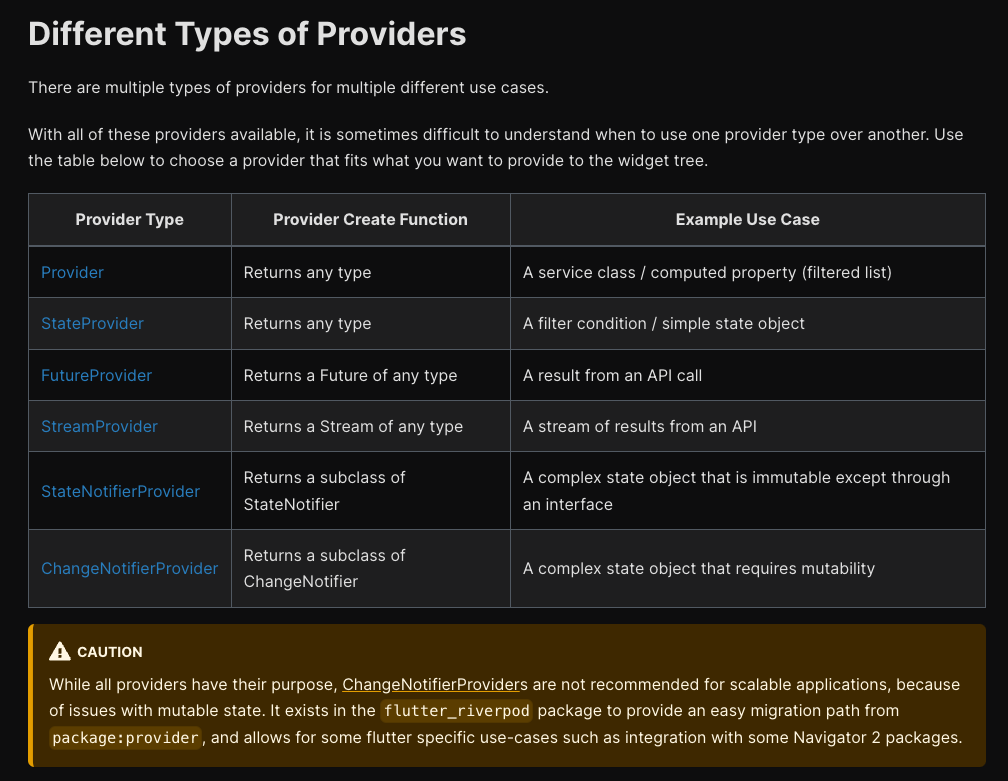 Different Types of Providers
There are multiple types of providers for multiple different use cases.
With all of these providers available, it is sometimes difficult to understand when to use one provider type over another. Use
the table below to choose a provider that fits what you want to provide to the widget tree.
Provider Type Provider Create Function Example Use Case
Provider Returns any type A service class / computed property (filtered list)
StateProvider Returns any type A filter condition / simple state object
FutureProvider Returns a Future of any type A result from an API call
StreamProvider Returns a Stream of any type A stream of results from an API
StateNotifierProvider Returns a subclass of
StateNotifier A complex state object that is immutable except through
an interface
ChangeNotifierProvider Returns a subclass of
ChangeNotifier A complex state object that requires mutability
CAUTION
While all providers have their purpose, ChangeNotifierProviders are not recommended for scalable applications, because
of issues with mutable state. It exists in the flutter_riverpod package to provide an easy migration path from
package:provider, and allows for some flutter specific use-cases such as integration with some Navigator 2 packages.